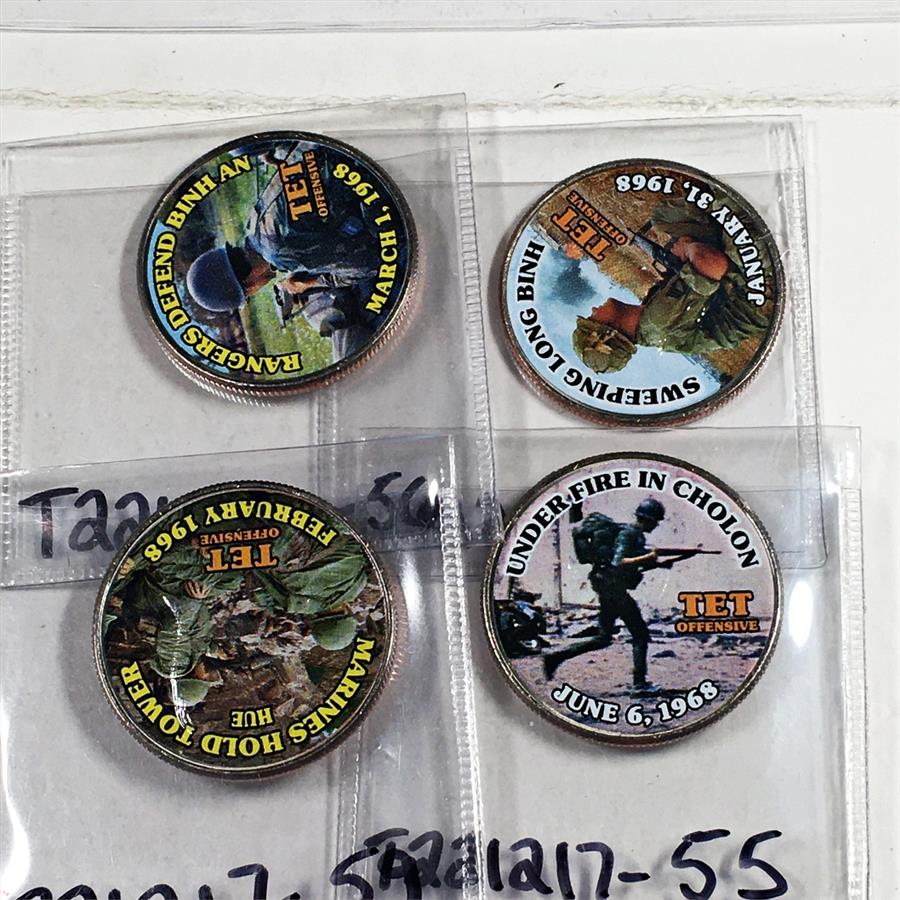 RANGERS DEFEND BINH AN
TET
OFFENSIVE
MARCH 1, 1968
SWEEPING LONG BINH
TET
OFFENSIVE
JANUARY 31, 1968
FEBRUARY 1968
TET
OFFENSIVE
MARINES HOLD TOWER
HUE
UNDER FIRE IN CHOLON
TET
OFFENSIVE
JUNE 6, 1968
T221217-55